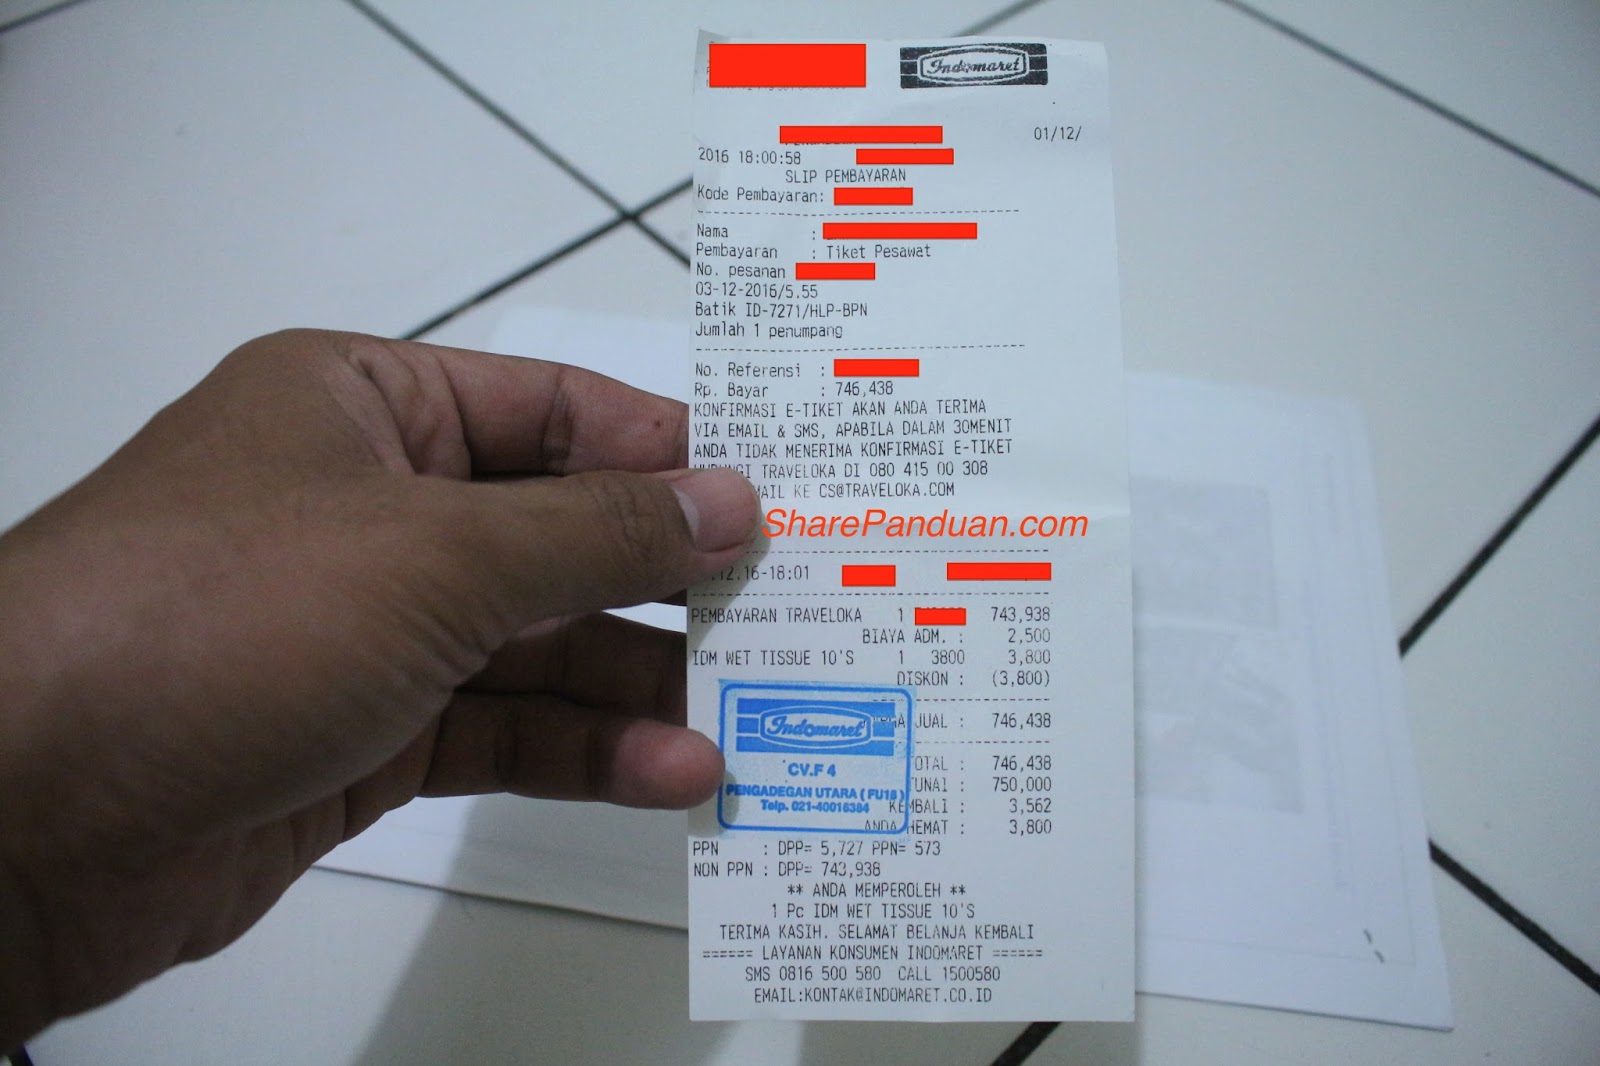 Indomaret
01/12/
2016 18:00:58
SLIP PEMBAYARAN
Kode Pembayaran:
Nama :
Pembayaran : Tiket Pesawat
No. pesanan
03-12-2016/5.55
Batik ID-7271/HLP-BPN
Jumlah 1 penumpang
No. Referensi :
Rp. Bayar : 746,438
KONFIRMASI E-TIKET AKAN ANDA TERIMA
VIA EMAIL & SMS, APABILA DALAM 30MENIT
ANDA TIDAK MENERIMA KONFIRMASI E-TIKET
TRAVELOKA DI 080 415 00 308
KE CS@TRAVELOKA.COM
SharePanduan.com
.12.16-18:01
PEMBAYARAN TRAVELOKA 1 743,938
BIAYA ADM. : 2,500
IDM WET TISSUE 10'S 1 3800 3,800
DISKON : (3,800)
JUAL : 746,438
OTAL : 746,438
UNAI : 750,000
KEMBALI : 3,562
ANDA HEMAT : 3,800
Indomaret
CV.F 4
PENGADEGAN UTARA ( FU18 )
Telp. 021-40016384
PPN : DPP= 5,727 PPN= 573
NON PPN : DPP= 743,938
** ANDA MEMPEROLEH **
1 Pc IDM WET TISSUE 10'S
TERIMA KASIH. SELAMAT BELANJA KEMBALI
====== LAYANAN KONSUMEN INDOMARET ======
SMS 0816 500 580 CALL 1500580
EMAIL:KONTAK@INDOMARET.CO.ID